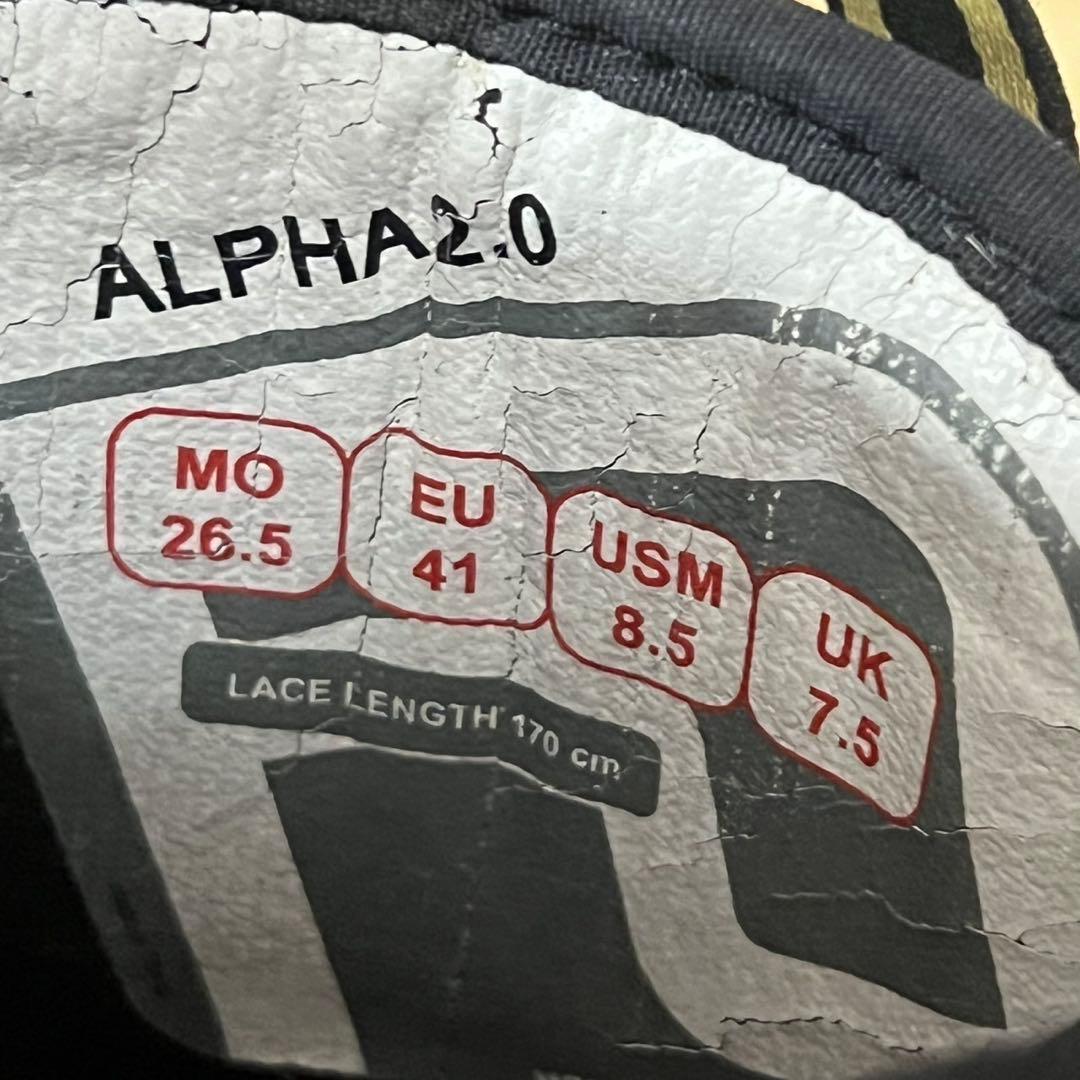 ALPHA2.0
MO
26.5
EU
41
USM
8.5
UK
7.5
LACE LENGTH 170 cm